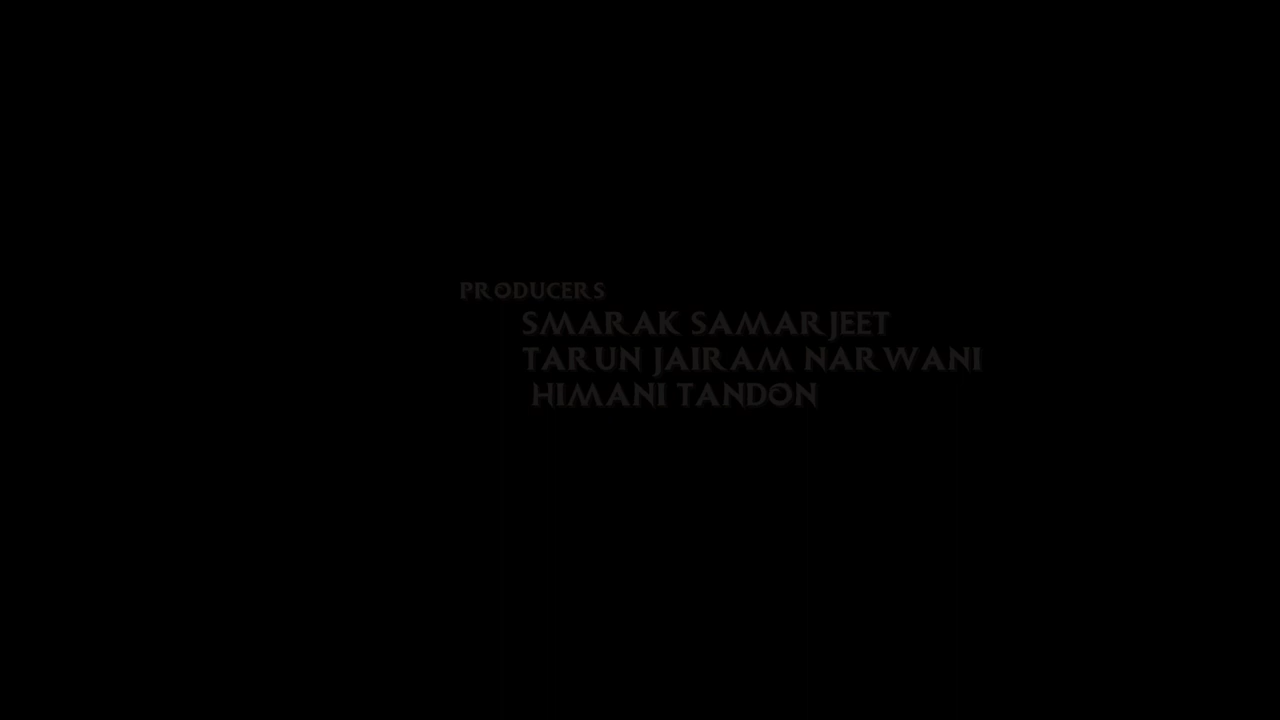 PRODUCERS
SMARAK SAMARJEET
TARUN JAIRAM NARWANI
HIMANI TANDON